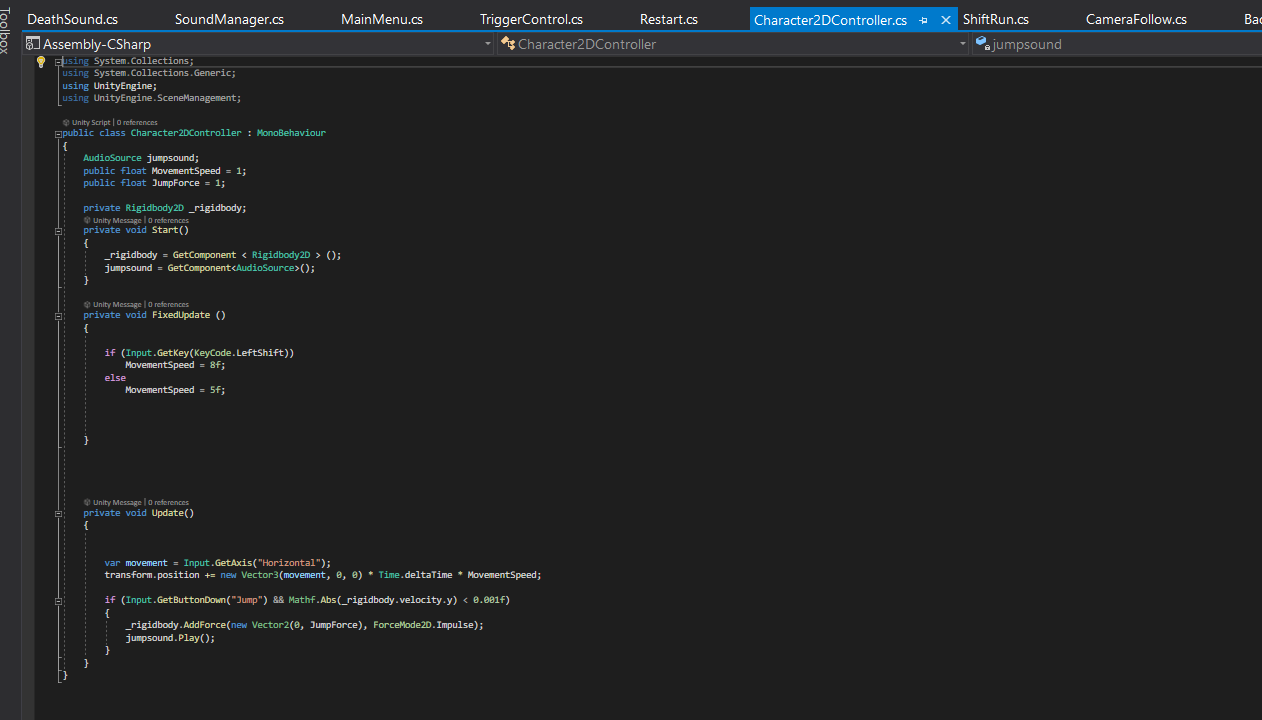 Toolbox
DeathSound.cs SoundManager.cs MainMenu.cs TriggerControl.cs Restart.cs Character2DController.cs ShiftRun.cs CameraFollow.cs Bac
Assembly-CSharp Character2DController jumpsound
using System.Collections;
using System.Collections.Generic;
using UnityEngine;
using UnityEngine.SceneManagement;
Unity Script | 0 references
public class Character2DController : MonoBehaviour
{
AudioSource jumpsound;
public float MovementSpeed = 1;
public float JumpForce = 1;
private Rigidbody2D _rigidbody;
Unity Message | 0 references
private void Start()
{
_rigidbody = GetComponent < Rigidbody2D > ();
jumpsound = GetComponent<AudioSource>();
}
Unity Message | 0 references
private void FixedUpdate ()
{
if (Input.GetKey(KeyCode.LeftShift))
MovementSpeed = 8f;
else
MovementSpeed = 5f;
}
Unity Message | 0 references
private void Update()
{
var movement = Input.GetAxis("Horizontal");
transform.position += new Vector3(movement, 0, 0) * Time.deltaTime * MovementSpeed;
if (Input.GetButtonDown("Jump") && Mathf.Abs(_rigidbody.velocity.y) < 0.001f)
{
_rigidbody.AddForce(new Vector2(0, JumpForce), ForceMode2D.Impulse);
jumpsound.Play();
}
}
}